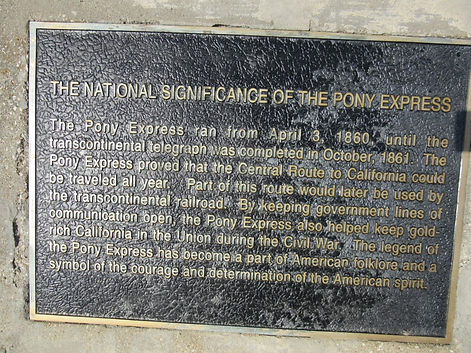 THE NATIONAL SIGNIFICANCE OF THE PONY EXPRESS
The Pony Express ran from April 3, 1860, until the
transcontinental telegraph was completed in October, 1861. The
Pony Express proved that the Central Route to California could
be traveled all year. Part of this route would later be used by
the transcontinental railroad. By keeping government lines of
communication open, the Pony Express also helped keep gold-
rich California in the Union during the Civil War. The legend of
the Pony Express has become a part of American folklore and a
symbol of the courage and determination of the American spirit.